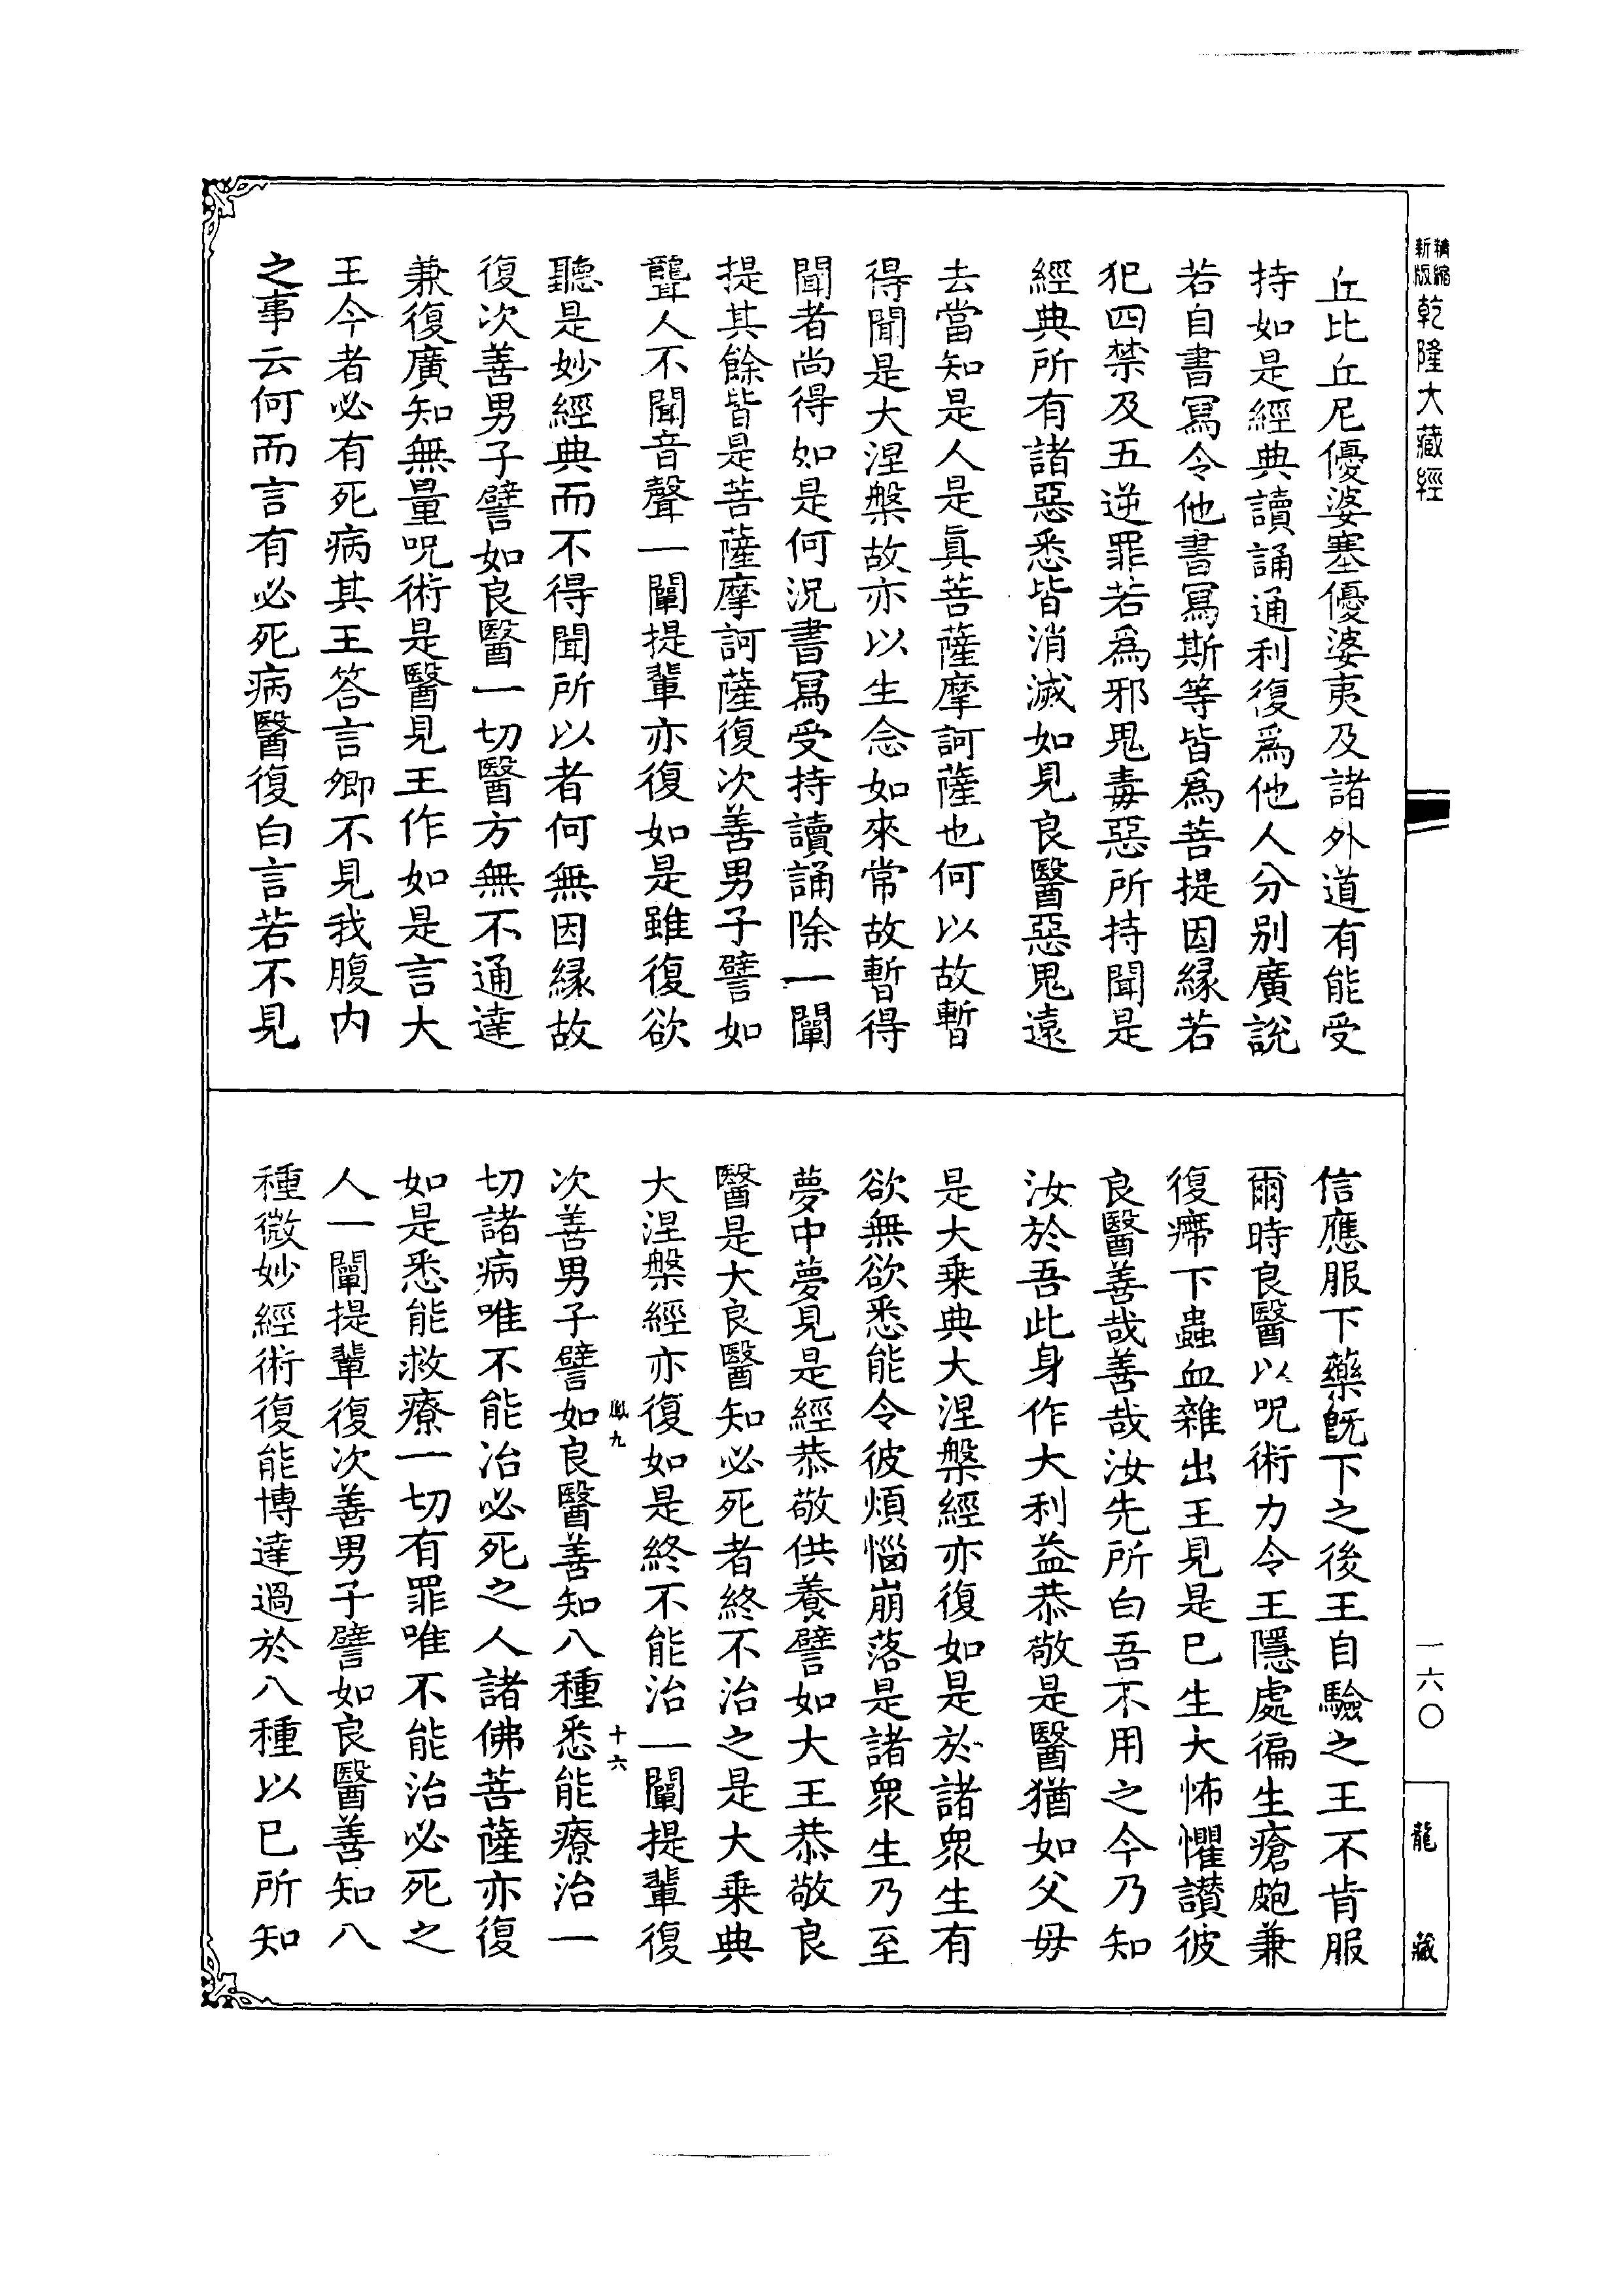 精縮新版乾隆大藏經
丘比丘尼優婆塞優婆夷及諸外道有能受
持如是經典讀誦通利復爲他人分別廣說
若自書寫令他書寫斯等皆爲菩提因縁若
犯四禁及五逆罪若爲邪鬼毒惡所持聞是
經典所有諸惡悉皆消滅如見良醫惡鬼遠
去當知是人是眞菩薩摩訶薩也何以故暫
得聞是大涅槃故亦以生念如來常故暫得
聞者尚得如是何況書寫受持讀誦除一闡
提其餘皆是菩薩摩訶薩復次善男子譬如
聾人不聞音聲一闡提輩亦復如是雖復欲
聽是妙經典而不得聞所以者何無因縁故
復次善男子譬如良醫一切醫方無不通達
兼復廣知無量呪術是醫見王作如是言大
王今者必有死病其王答言卿不見我腹内
之事云何而言有必死病醫復白言若不見
信應服下藥旣下之後王自驗之王不肯服
爾時良醫以呪術力令王隱處徧生瘡皰兼
復㿃下蟲血雜出王見是已生大怖懼讃彼
良醫善哉善哉汝先所白吾不用之今乃知
汝於吾此身作大利益恭敬是醫猶如父母
是大乗典大涅槃經亦復如是於諸衆生有
欲無欲悉能令彼煩惱崩落是諸衆生乃至
夢中夢見是經恭敬供養譬如大王恭敬良
醫是大良醫知必死者終不治之是大乗典
大涅槃經亦復如是終不能治一闡提輩復
鳳九 十六
次善男子譬如良醫善知八種悉能療治一
切諸病唯不能治必死之人諸佛菩薩亦復
如是悉能救療一切有罪唯不能治必死之
人一闡提輩復次善男子譬如良醫善知八
種微妙經術復能博達過於八種以已所知
一六〇
龍藏